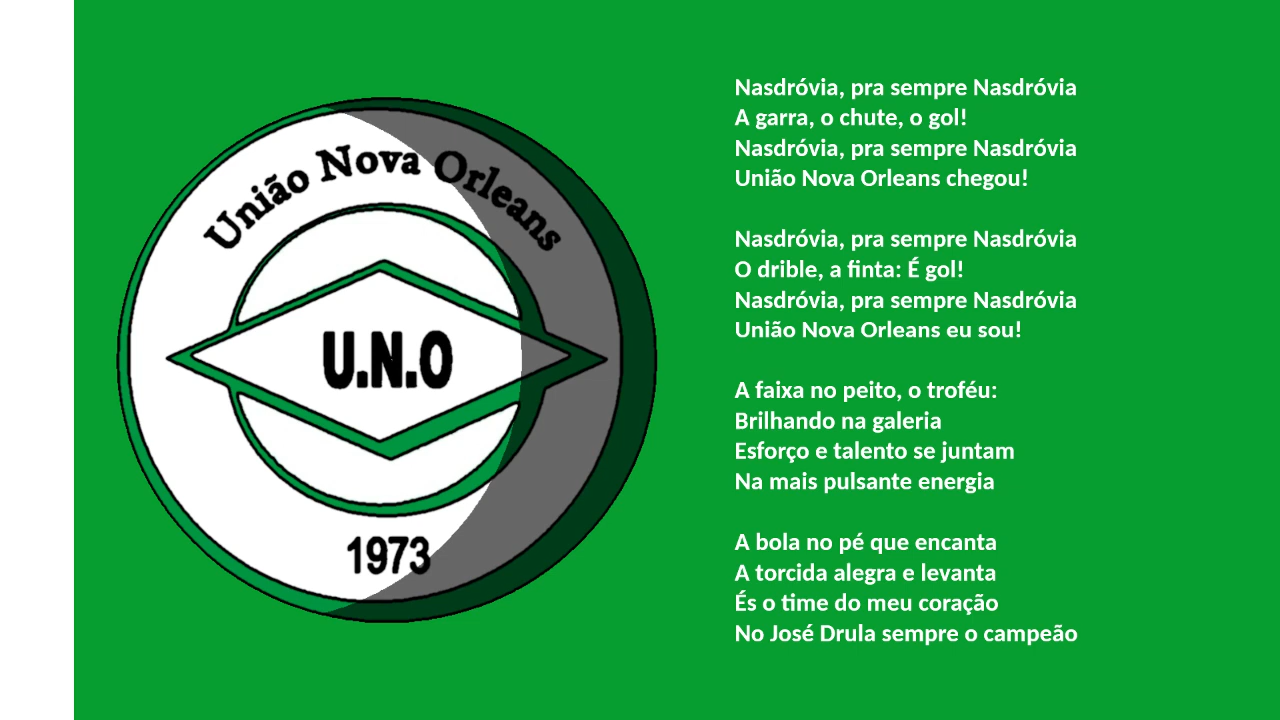 União Nova Orleans
U.N.O
1973
Nasdróvia, pra sempre Nasdróvia
A garra, o chute, o gol!
Nasdróvia, pra sempre Nasdróvia
União Nova Orleans chegou!
Nasdróvia, pra sempre Nasdróvia
O drible, a finta: É gol!
Nasdróvia, pra sempre Nasdróvia
União Nova Orleans eu sou!
A faixa no peito, o troféu:
Brilhando na galeria
Esforço e talento se juntam
Na mais pulsante energia
A bola no pé que encanta
A torcida alegra e levanta
És o time do meu coração
No José Drula sempre o campeão